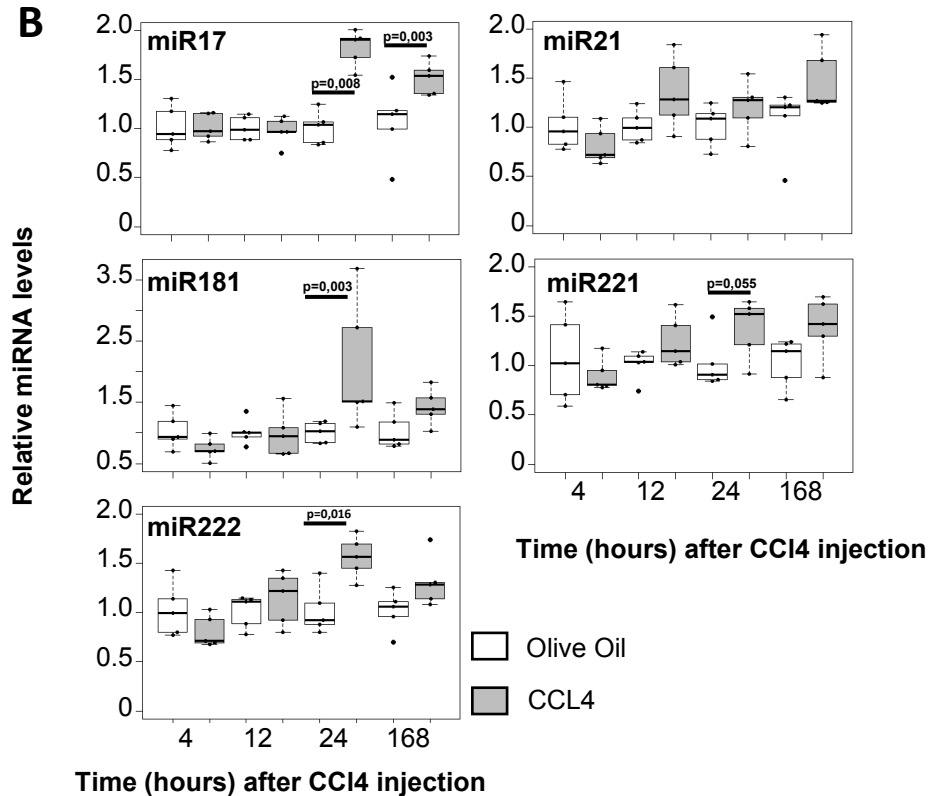 B
miR17
2.0
1.5
1.0
0.5
0
p=0,008
p=0,003
miR21
2.0
1.5
1.0
0.5
0
Relative miRNA levels
miR181
3.5
2.5
1.5
0.5
p=0,003
miR221
2.0
1.5
1.0
0.5
0
p=0,055
4 12 24 168
Time (hours) after CCl4 injection
miR222
2.0
1.5
1.0
0.5
0
p=0,016
4 12 24 168
Time (hours) after CCl4 injection
Olive Oil
CCL4